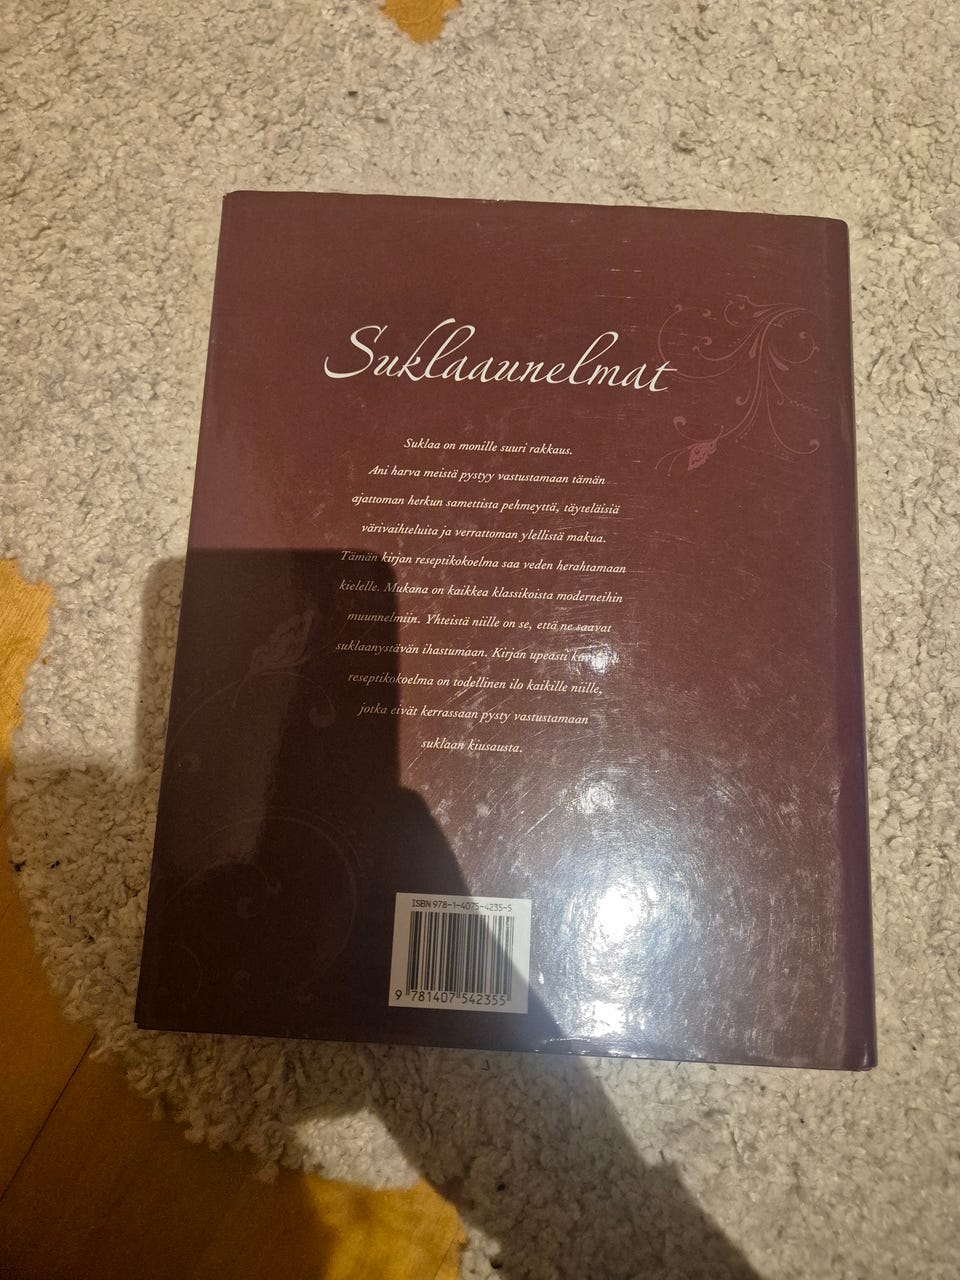 Suklaaunelmat
Suklaa on monille suuri rakkaus.
Ani harva meistä pystyy vastustamaan tämän
ajattoman herkun samettista pehmeyttä, täyteläisiä
värivaihteluita ja verrattoman ylellistä makua.
Tämän kirjan reseptikokoelma saa veden herahtamaan
kielelle. Mukana on kaikkea klassikoista moderneihin
muunnelmiin. Yhteistä niille on se, että ne saavat
suklaanystävän ihastumaan. Kirjan upeasti
reseptikokoelma on todellinen ilo kaikille niille,
jotka eivät kerrassaan pysty vastustamaan
suklaan kiusausta.
ISBN 978-1-4075-4235-5
9 781407 542355